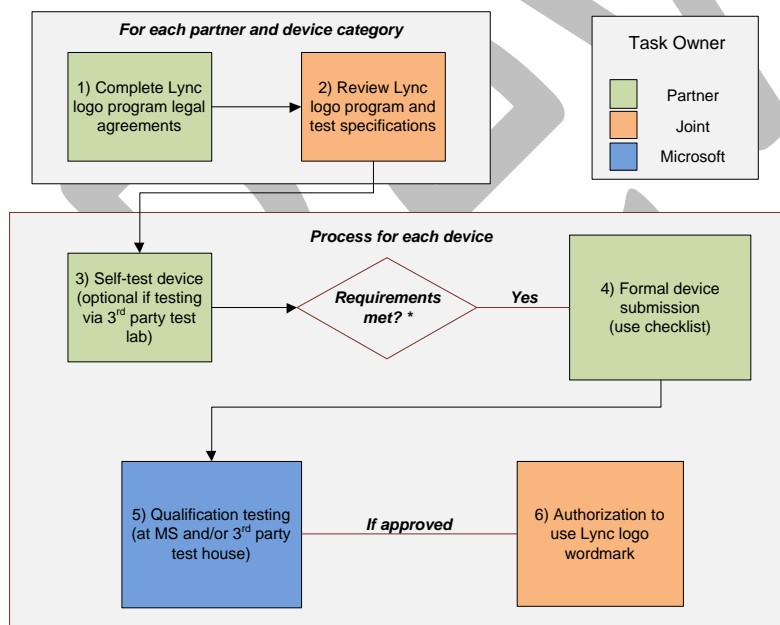 For each partner and device category
1) Complete Lync
logo program legal
agreements
2) Review Lync
logo program and
test specifications
Task Owner
Partner
Joint
Microsoft
Process for each device
3) Self-test device
(optional if testing
via 3rd party test
lab)
Requirements
met? *
Yes
4) Formal device
submission
(use checklist)
5) Qualification testing
(at MS and/or 3rd party
test house)
If approved
6) Authorization to
use Lync logo
wordmark